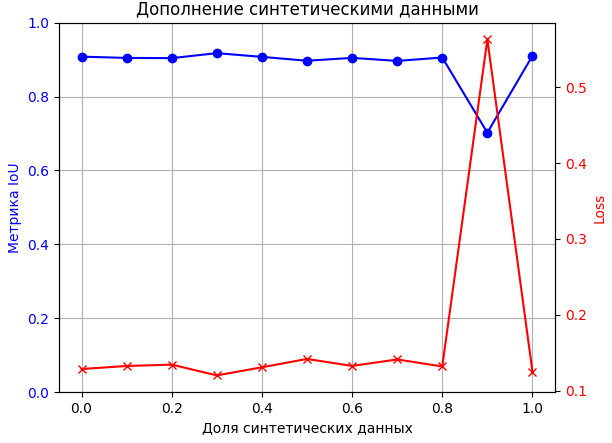 Дополнение синтетическими данными
1.0
0.8
0.6
0.4
0.2
0.0
Метрика IoU
0.5
0.4
0.3
0.2
0.1
Loss
0.0 0.2 0.4 0.6 0.8 1.0
Доля синтетических данных